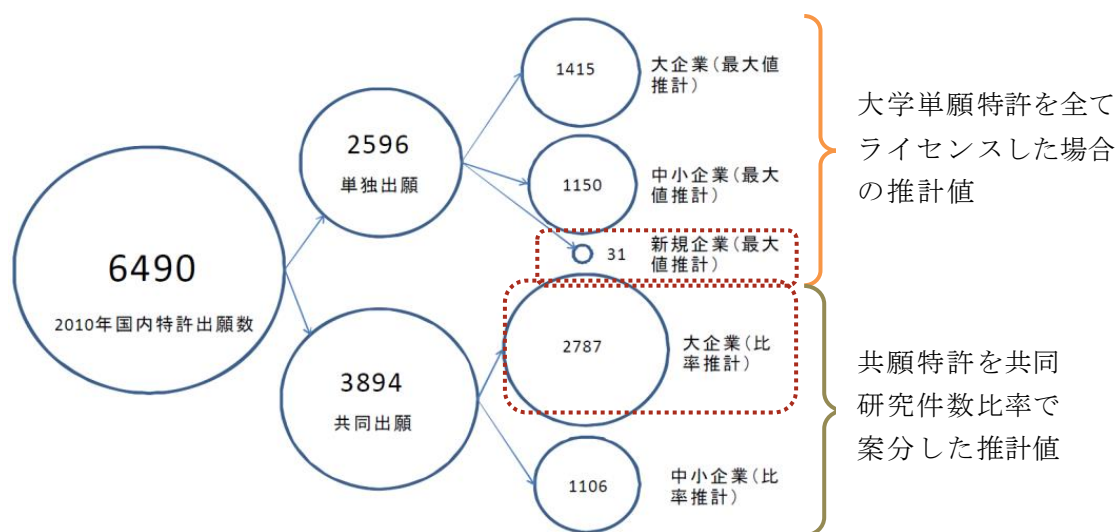 6490
2010年国内特許出願数
2596
単独出願
3894
共同出願
1415
大企業(最大値
推計)
1150
中小企業(最大
値推計)
31
新規企業(最大
値推計)
2787
大企業(比
率推計)
1106
中小企業(比
率推計)
大学単願特許を全て
ライセンスした場合
の推計値
共願特許を共同
研究件数比率で
案分した推計値